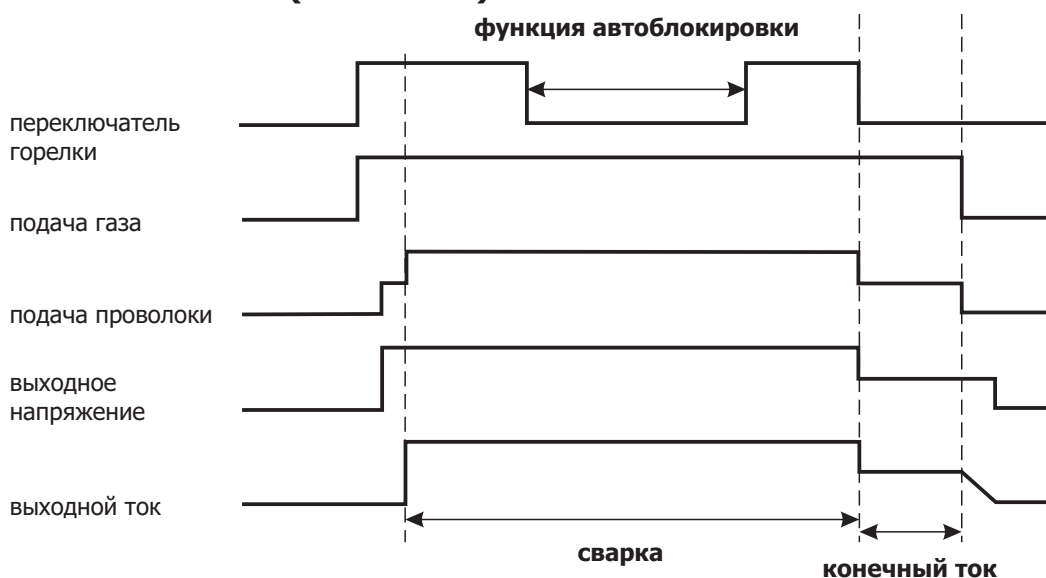 функция автоблокировки
переключатель
горелки
подача газа
подача проволоки
выходное
напряжение
выходной ток
сварка
конечный ток